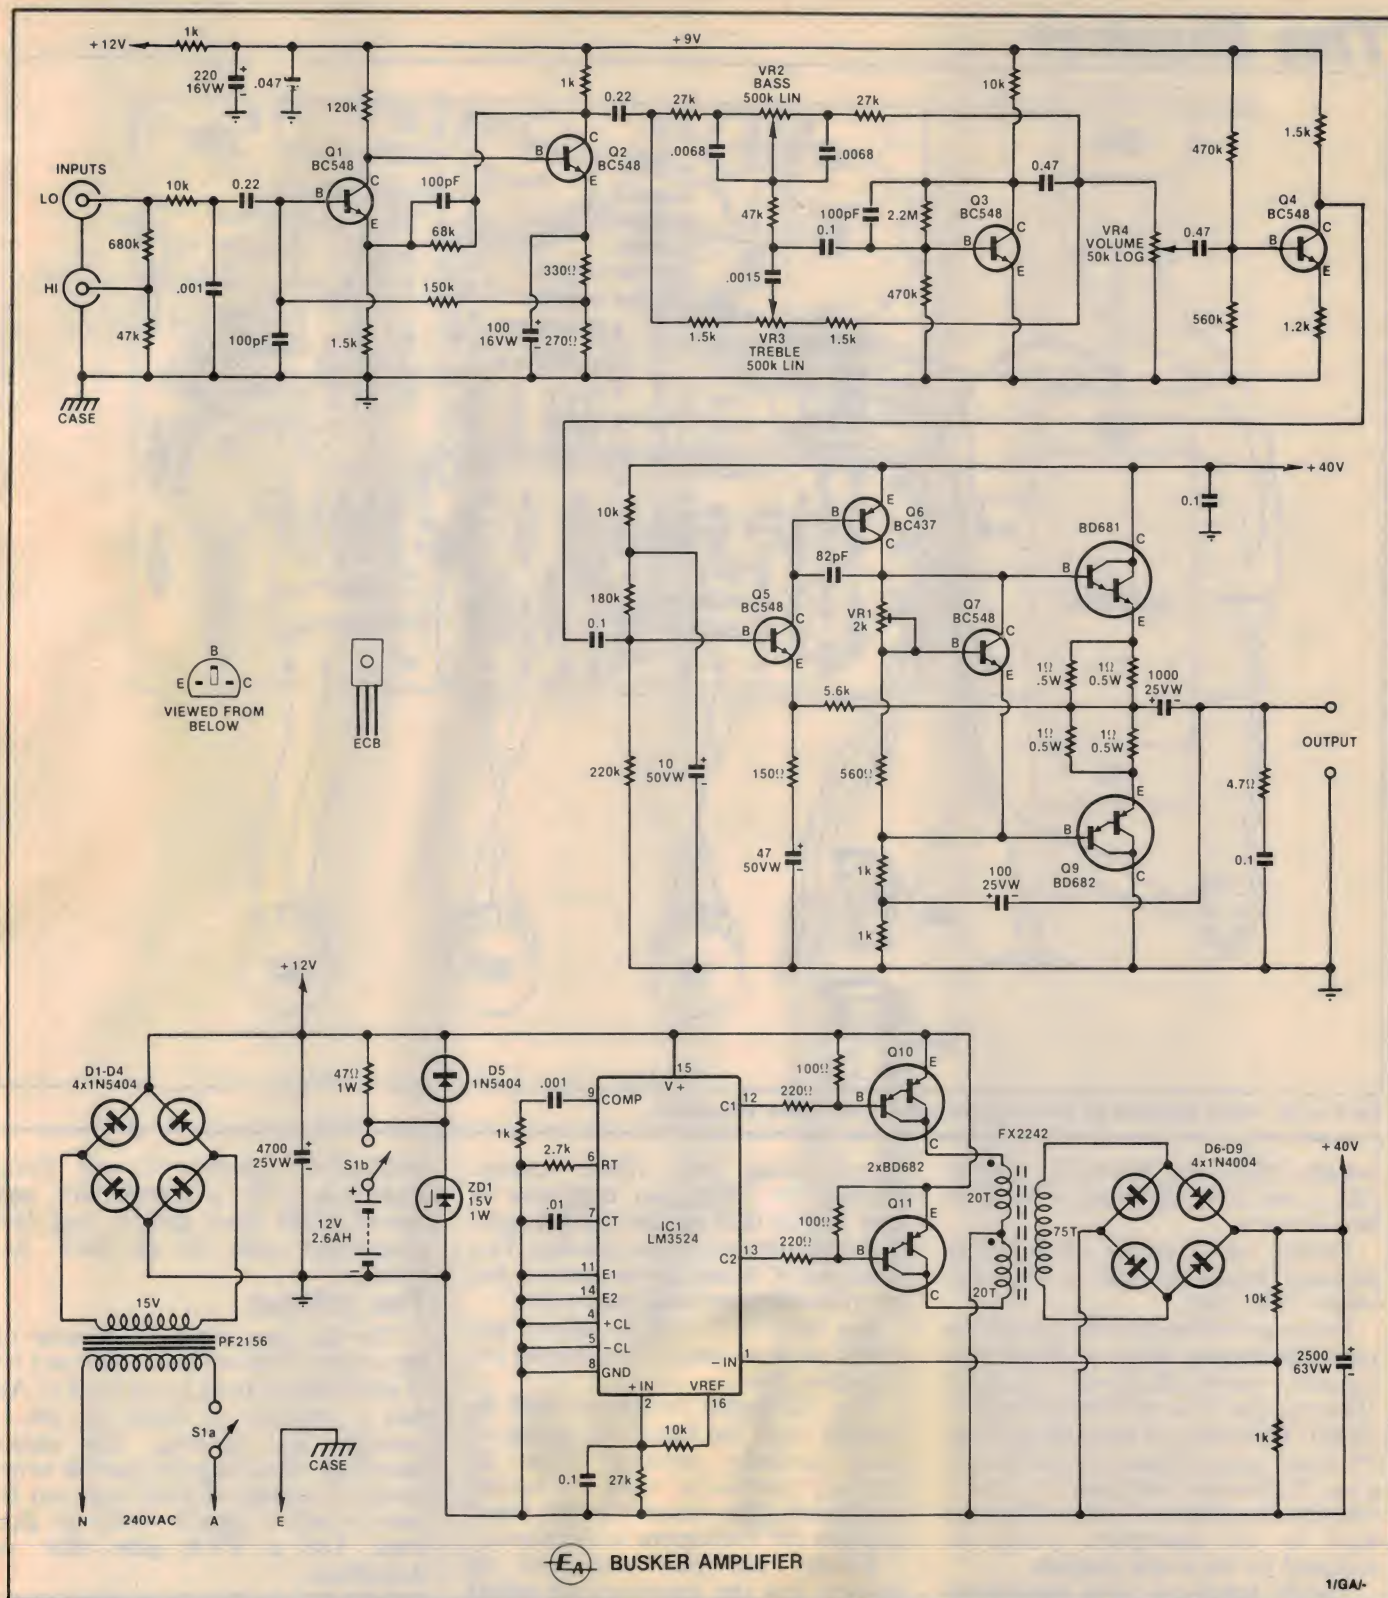 1k
+12V
+9V
220
16VW
+
-
.047
120k
1k
0.22
27k
VR2
BASS
500k LIN
27k
10k
1.5k
INPUTS
LO
10k
0.22
Q1
BC548
B
C
E
100pF
68k
B
C
E
Q2
BC548
.0068
.0068
47k
100pF
0.1
2.2M
0.47
Q3
BC548
B
C
E
VR4
VOLUME
50k LOG
0.47
470k
Q4
BC548
B
C
E
680k
HI
.001
47k
100pF
150k
1.5k
330Ω
100
16VW
+
-
270Ω
.0015
1.5k
VR3
TREBLE
500k LIN
1.5k
470k
560k
1.2k
CASE
+40V
10k
B
E
C
Q6
BC437
BD681
0.1
82pF
180k
0.1
Q5
BC548
B
C
E
VR1
2k
Q7
BC548
B
C
E
B
C
E
B
E
C
VIEWED FROM
BELOW
ECB
5.6k
1Ω
.5W
1Ω
0.5W
1000
25VW
+
-
1Ω
0.5W
1Ω
0.5W
OUTPUT
220k
10
50VW
+
-
150Ω
560Ω
4.7Ω
B
E
C
Q9
BD682
47
50VW
+
-
1k
100
25VW
+
-
0.1
1k
+12V
D1-D4
4x1N5404
47Ω
1W
D5
1N5404
4700
25VW
+
-
S1b
+
12V
2.6AH
-
ZD1
15V
1W
.001
1k
2.7k
.01
9
COMP
6
RT
7
CT
11
E1
14
E2
4
+CL
5
-CL
8
GND
15
V+
IC1
LM3524
C1
12
C2
13
-IN
1
+IN
2
VREF
16
100Ω
220Ω
Q10
B
E
C
2xBD682
100Ω
220Ω
Q11
B
E
C
FX2242
20T
20T
75T
D6-D9
4x1N4004
+40V
10k
2500
63VW
+
-
1k
15V
PF2156
S1a
CASE
N
240VAC
A
E
0.1
27k
10k
EA
BUSKER AMPLIFIER
1/GA/-